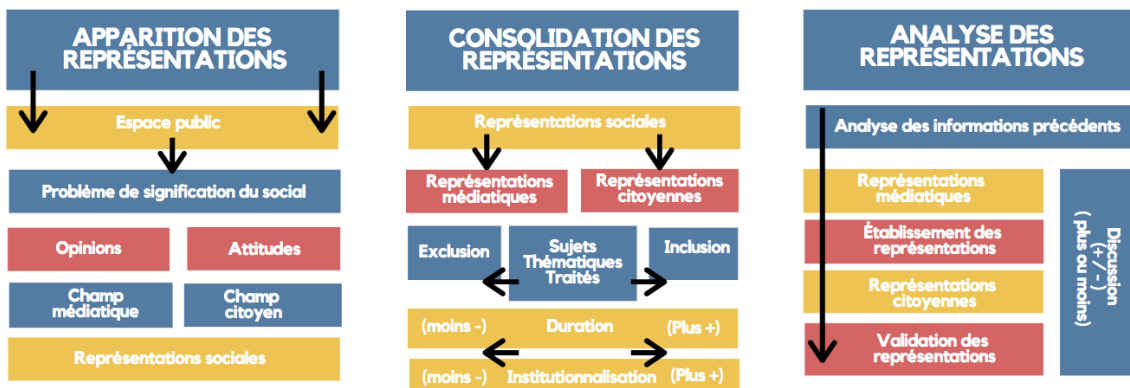 APPARITION DES
REPRÉSENTATIONS
Espace public
Problème de signification du social
Opinions
Attitudes
Champ
médiatique
Champ
citoyen
Représentations sociales
CONSOLIDATION DES
REPRÉSENTATIONS
Représentations sociales
Représentations
médiatiques
Représentations
citoyennes
Exclusion
Sujets
Thématiques
Traités
Inclusion
(moins -)
Duration
(Plus +)
(moins -)
Institutionnalisation
(Plus +)
ANALYSE DES
REPRÉSENTATIONS
Analyse des informations précédents
Représentations
médiatiques
Établissement des
représentations
Représentations
citoyennes
Validation des
représentations
Discussion
(+ / -)
( plus ou moins)